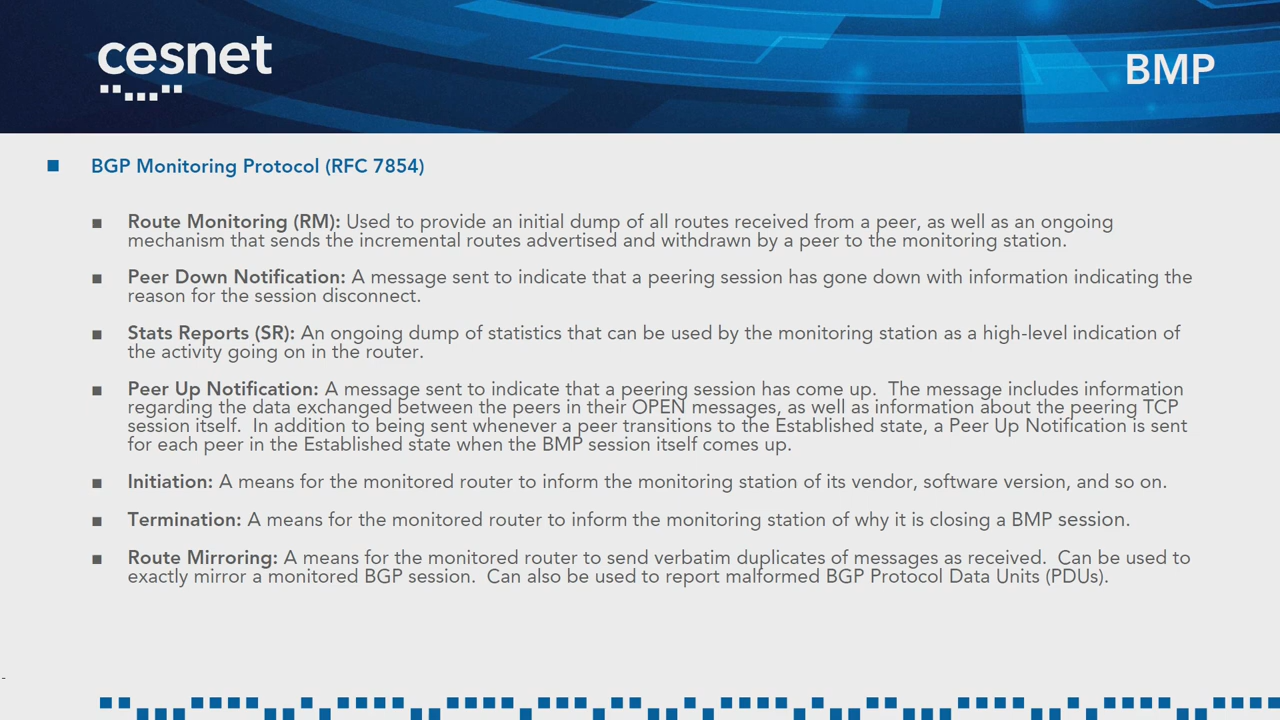 cesnet
BMP
BGP Monitoring Protocol (RFC 7854)
Route Monitoring (RM): Used to provide an initial dump of all routes received from a peer, as well as an ongoing
mechanism that sends the incremental routes advertised and withdrawn by a peer to the monitoring station.
Peer Down Notification: A message sent to indicate that a peering session has gone down with information indicating the
reason for the session disconnect.
Stats Reports (SR): An ongoing dump of statistics that can be used by the monitoring station as a high-level indication of
the activity going on in the router.
Peer Up Notification: A message sent to indicate that a peering session has come up.  The message includes information
regarding the data exchanged between the peers in their OPEN messages, as well as information about the peering TCP
session itself.  In addition to being sent whenever a peer transitions to the Established state, a Peer Up Notification is sent
for each peer in the Established state when the BMP session itself comes up.
Initiation: A means for the monitored router to inform the monitoring station of its vendor, software version, and so on.
Termination: A means for the monitored router to inform the monitoring station of why it is closing a BMP session.
Route Mirroring: A means for the monitored router to send verbatim duplicates of messages as received.  Can be used to
exactly mirror a monitored BGP session.  Can also be used to report malformed BGP Protocol Data Units (PDUs).